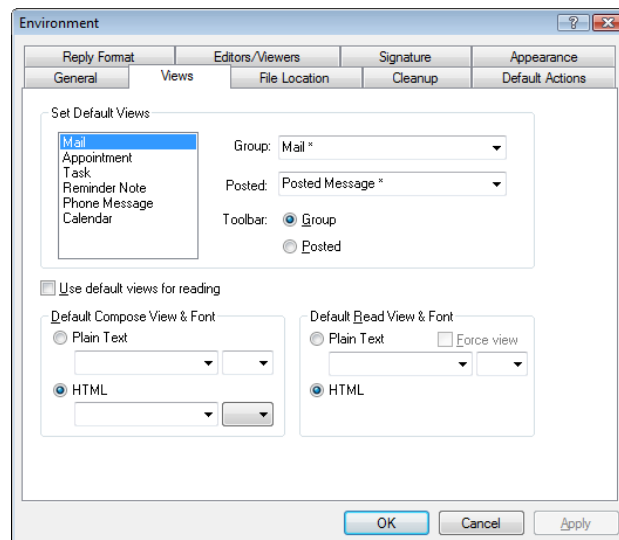 Environment
Reply Format Editors/Viewers Signature Appearance
General Views File Location Cleanup Default Actions
Set Default Views
Mail
Appointment
Task
Reminder Note
Phone Message
Calendar
Group: Mail *
Posted: Posted Message *
Toolbar: Group
Posted
Use default views for reading
Default Compose View & Font
Plain Text
HTML
Default Read View & Font
Plain Text Force view
HTML
OK Cancel Apply